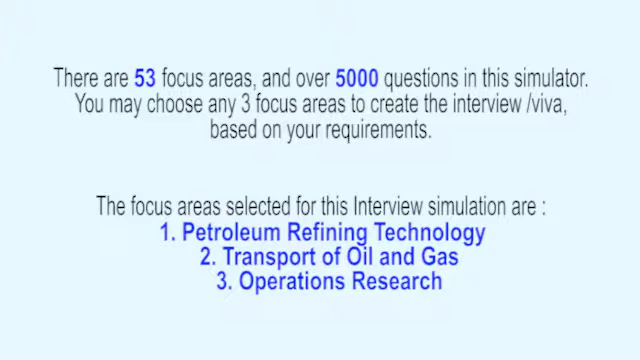 There are 53 focus areas, and over 5000 questions in this simulator.
You may choose any 3 focus areas to create the interview /viva,
based on your requirements.
The focus areas selected for this Interview simulation are :
1. Petroleum Refining Technology
2. Transport of Oil and Gas
3. Operations Research